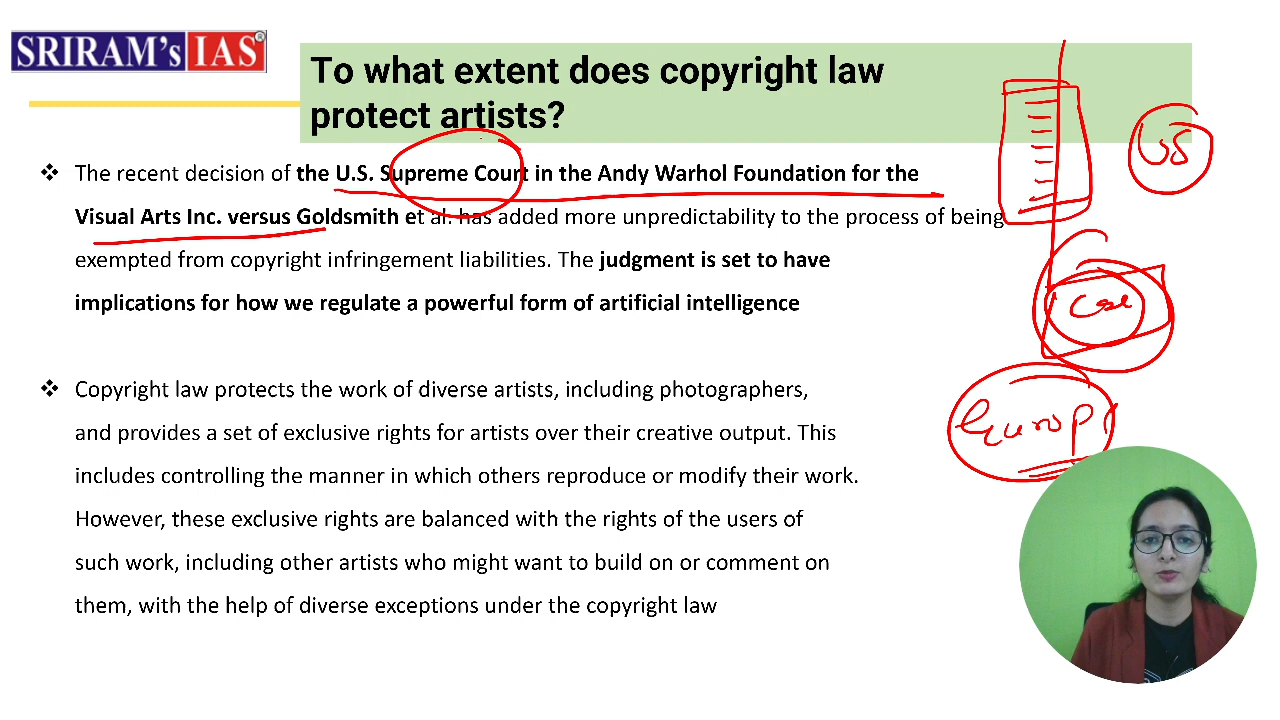 SRIRAM's IAS®
To what extent does copyright law
protect artists?
❖ The recent decision of the U.S. Supreme Court in the Andy Warhol Foundation for the
Visual Arts Inc. versus Goldsmith et al. has added more unpredictability to the process of being
exempted from copyright infringement liabilities. The judgment is set to have
implications for how we regulate a powerful form of artificial intelligence
❖ Copyright law protects the work of diverse artists, including photographers,
and provides a set of exclusive rights for artists over their creative output. This
includes controlling the manner in which others reproduce or modify their work.
However, these exclusive rights are balanced with the rights of the users of
such work, including other artists who might want to build on or comment on
them, with the help of diverse exceptions under the copyright law
US
Case
Europe